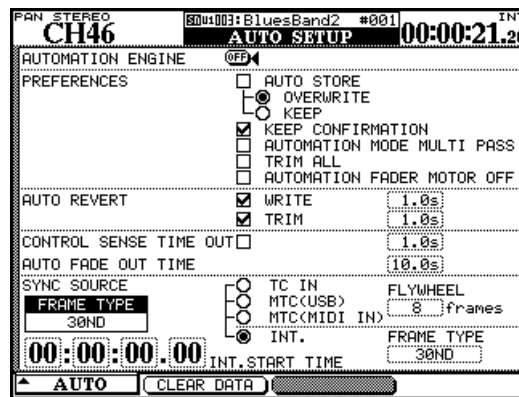 PAN STEREO
CH46
003:BluesBand2 #001
AUTO SETUP
INT
00:00:21.2
AUTOMATION ENGINE OFF
PREFERENCES
AUTO STORE
OVERWRITE
KEEP
KEEP CONFIRMATION
AUTOMATION MODE MULTI PASS
TRIM ALL
AUTOMATION FADER MOTOR OFF
AUTO REVERT
WRITE 1.0s
TRIM 1.0s
CONTROL SENSE TIME OUT 1.0s
AUTO FADE OUT TIME 10.0s
SYNC SOURCE
FRAME TYPE
30ND
TC IN
MTC(USB)
MTC(MIDI IN)
INT.
FLYWHEEL
8 frames
FRAME TYPE
30ND
00:00:00.00 INT.START TIME
AUTO CLEAR DATA